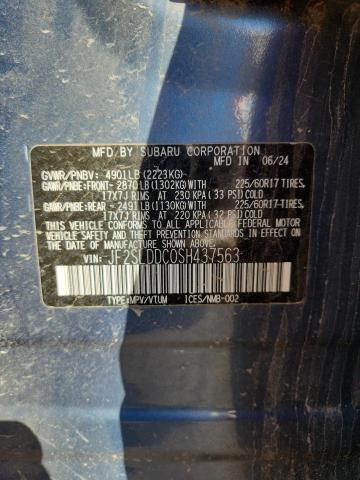 MFD BY SUBARU CORPORATION
MFD IN 06/24
GVWR/PNBV: 4901LB(2223KG)
GAWR/PNBE:FRONT- 2870LB(1302KG)WITH 225/60R17 TIRES,
17X7J RIMS AT 230 KPA (33 PSI) COLD
GAWR/PNBE:REAR - 2491LB(1130KG)WITH 225/60R17 TIRES,
17X7J RIMS AT 220 KPA (32 PSI) COLD
THIS VEHICLE CONFORMS TO ALL APPLICABLE
FEDERAL MOTOR VEHICLE SAFETY
STANDARDS IN EFFECT ON THE DATE OF
MANUFACTURE SHOWN ABOVE.
VIN: JF2SLDDC0SH437563
TYPE:MPV/VTUM ICES/NMB-002